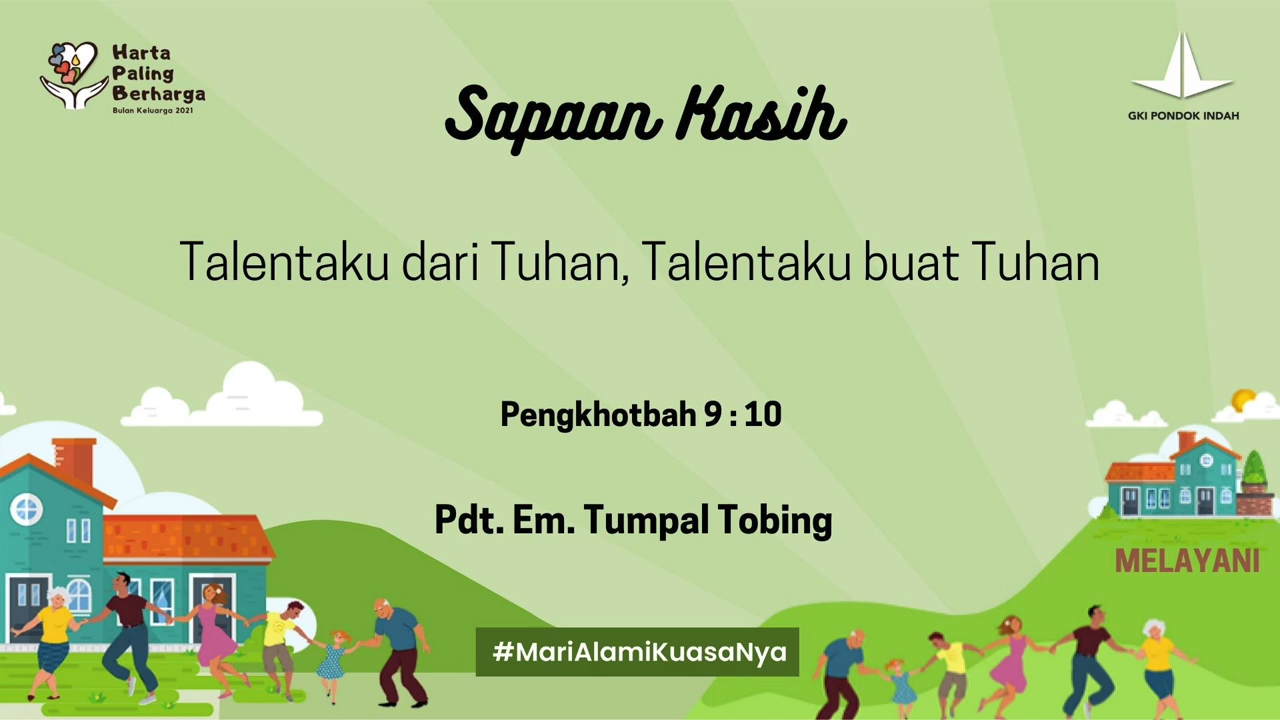 Harta
Paling
Berharga
Bulan Keluarga 2021
Sapaan Kasih
GKI PONDOK INDAH
Talentaku dari Tuhan, Talentaku buat Tuhan
Pengkhotbah 9 : 10
Pdt. Em. Tumpal Tobing
MELAYANI
#MariAlamiKuasaNya